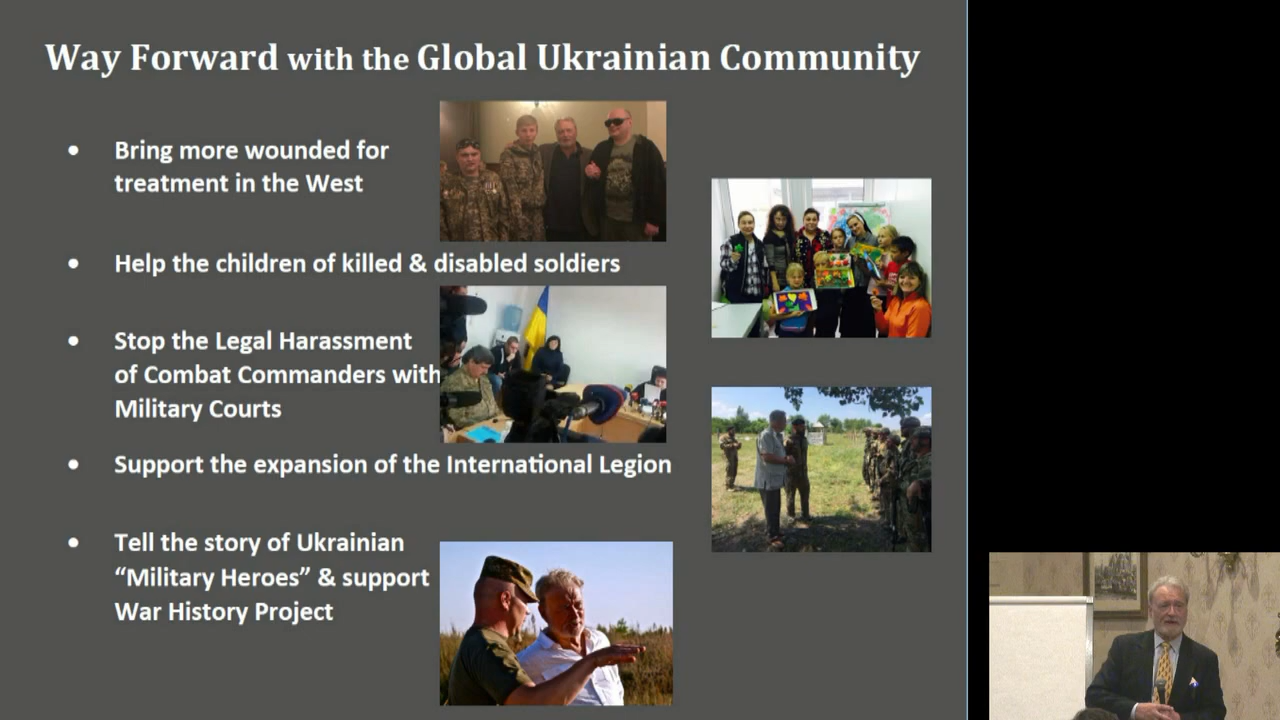 Way Forward with the Global Ukrainian Community
• Bring more wounded for
treatment in the West
• Help the children of killed & disabled soldiers
• Stop the Legal Harassment
of Combat Commanders with
Military Courts
• Support the expansion of the International Legion
• Tell the story of Ukrainian
“Military Heroes” & support
War History Project